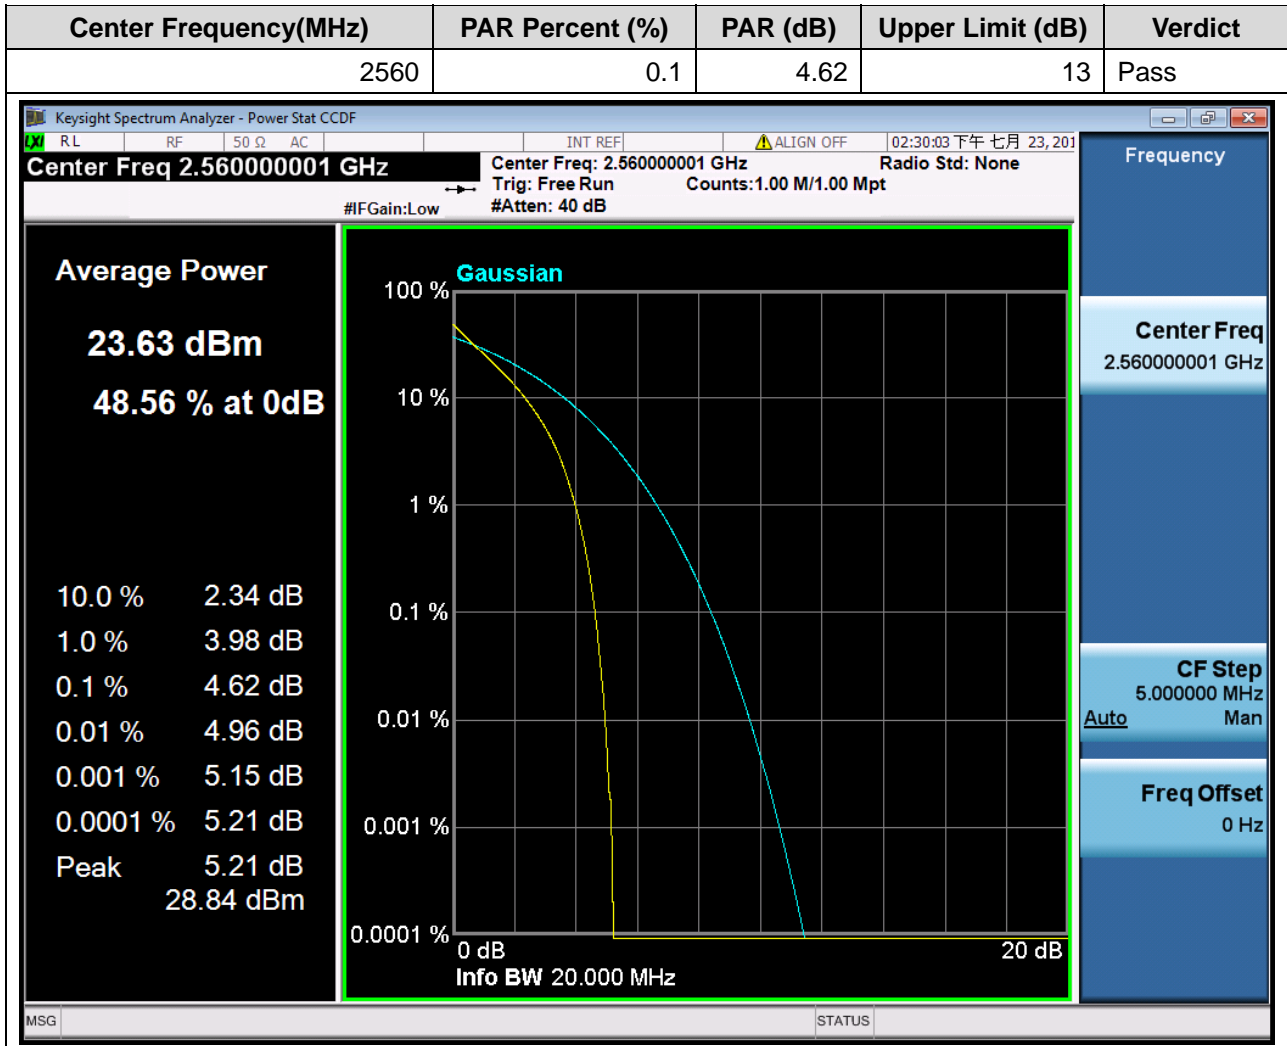 Center Frequency(MHz) PAR Percent (%) PAR (dB) Upper Limit (dB) Verdict
2560 0.1 4.62 13 Pass
Keysight Spectrum Analyzer - Power Stat CCDF
LXI RL RF 50 Ω AC INT REF ALIGN OFF 02:30:03 下午 七月 23, 201
Center Freq 2.560000001 GHz
Center Freq: 2.560000001 GHz Radio Std: None
Trig: Free Run Counts:1.00 M/1.00 Mpt
#IFGain:Low #Atten: 40 dB
Frequency
Average Power
23.63 dBm
48.56 % at 0dB
10.0 % 2.34 dB
1.0 % 3.98 dB
0.1 % 4.62 dB
0.01 % 4.96 dB
0.001 % 5.15 dB
0.0001 % 5.21 dB
Peak 5.21 dB
28.84 dBm
Gaussian
100 %
10 %
1 %
0.1 %
0.01 %
0.001 %
0.0001 %
0 dB 20 dB
Info BW 20.000 MHz
Center Freq
2.560000001 GHz
CF Step
5.000000 MHz
Auto Man
Freq Offset
0 Hz
MSG STATUS